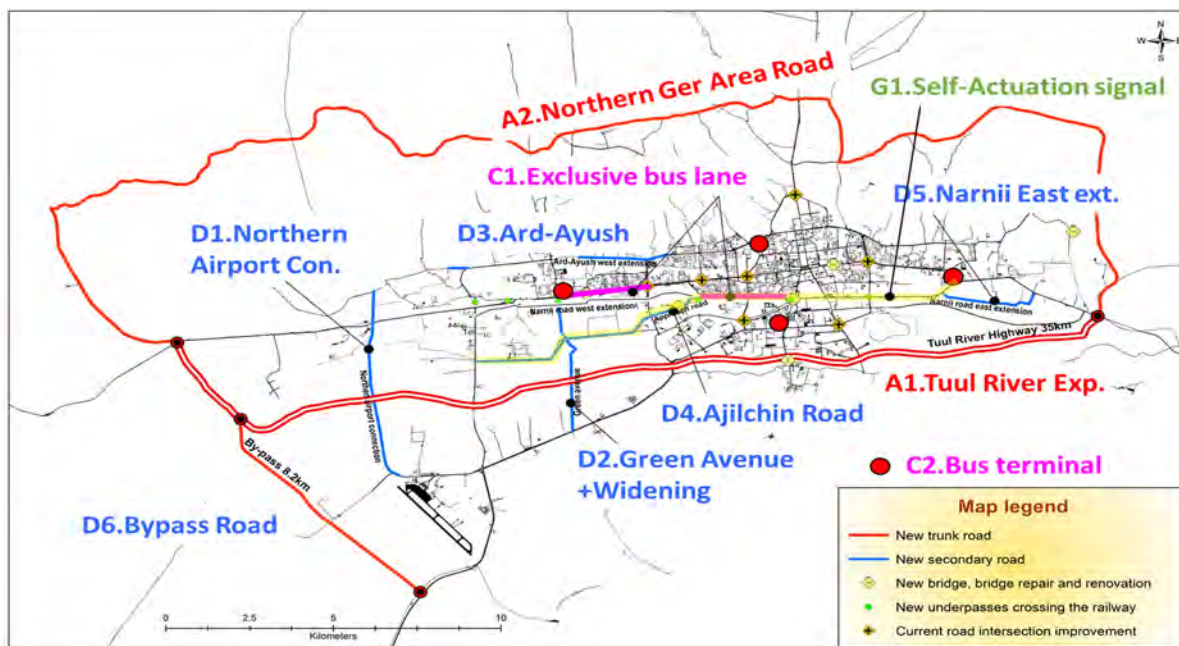 N
W E
S
A2.Northern Ger Area Road
G1.Self-Actuation signal
C1.Exclusive bus lane
D5.Narnii East ext.
D1.Northern
Airport Con.
D3.Ard-Ayush
Ard-Ayush west extension
Narnii road west extension
Narnii road east extension
Tuul River Highway 35km
A1.Tuul River Exp.
Northern airport connection
Green avenue
D4.Ajilchin Road
D2.Green Avenue
+Widening
C2.Bus terminal
By-pass 8.2km
D6.Bypass Road
Map legend
New trunk road
New secondary road
New bridge, bridge repair and renovation
New underpasses crossing the railway
Current road intersection improvement
0 2.5 5 10
Kilometers